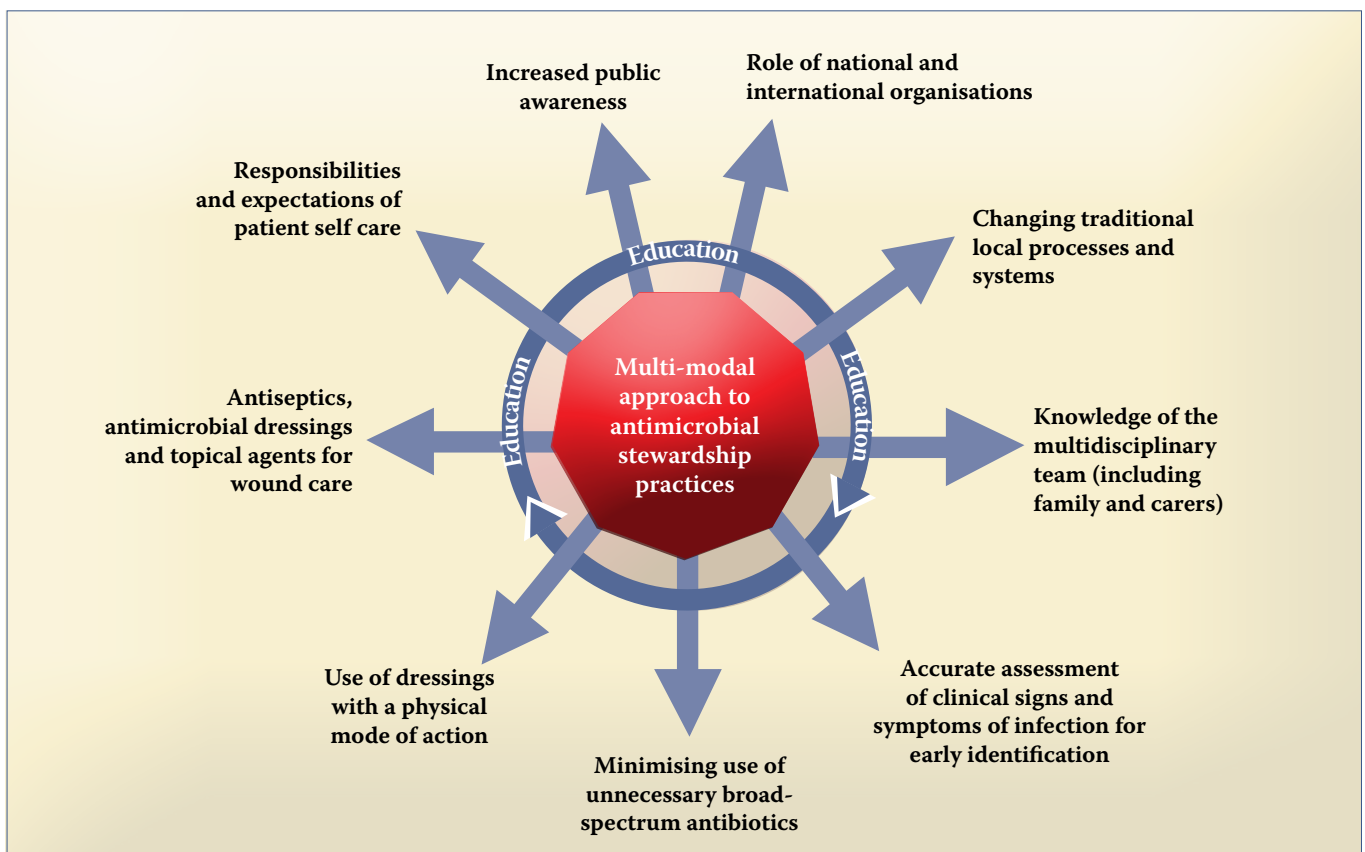 Increased public
awareness
Role of national and
international organisations
Responsibilities
and expectations of
patient self care
Changing traditional
local processes and
systems
Education
Education
Education
Multi-modal
approach to
antimicrobial
stewardship
practices
Antiseptics,
antimicrobial dressings
and topical agents for
wound care
Knowledge of the
multidisciplinary
team (including
family and carers)
Use of dressings
with a physical
mode of action
Accurate assessment
of clinical signs and
symptoms of infection for
early identification
Minimising use of
unnecessary broad-
spectrum antibiotics